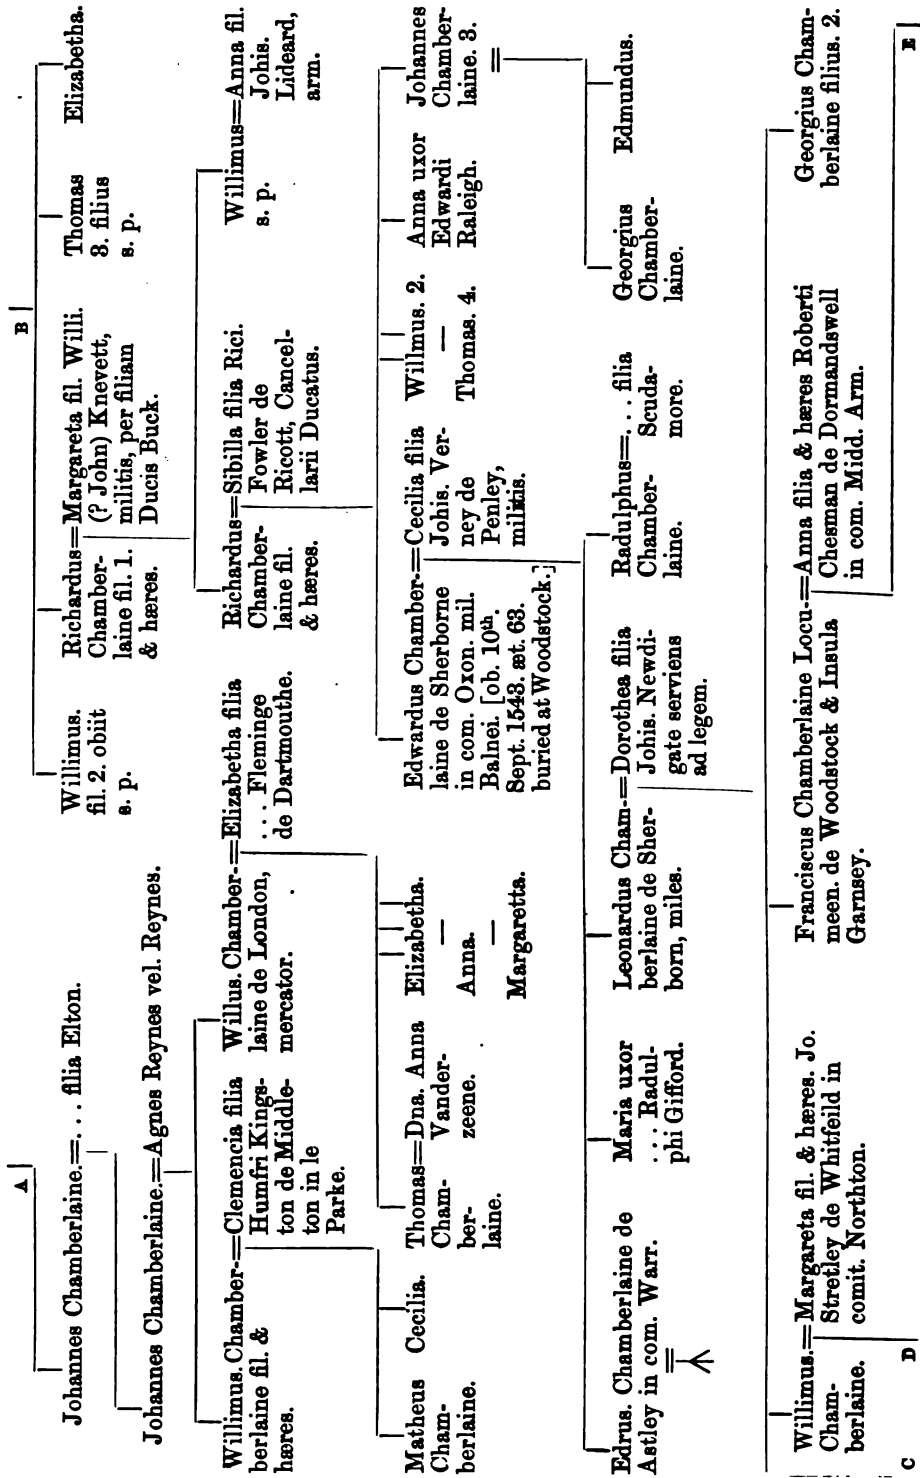 A
B
Johannes Chamberlaine.=... filia Elton.
Willimus.
fil. 2. obiit
s. p.
Richardus=Margareta fil. Willi.
Chamber- (? John) Knevett,
laine fil. 1. militis, per filiam
& hæres. Ducis Buck.
Thomas
3. filius
s. p.
Elizabetha.
Johannes Chamberlaine.=Agnes Reynes vel. Reynes.
Willimus. Chamber-=Clemencia filia
berlaine fil. & Humfri Kings-
hæres. ton de Middle-
ton in le
Parke.
Willus. Chamber-=Elizabetha filia
laine de London, ... Fleminge
mercator. de Dartmouthe.
Richardus=Sibilla filia Rici.
Chamber- Fowler de
laine fil. Ricott, Cancel-
& hæres. larii Ducatus.
Willimus=Anna fil.
s. p. Johis.
Lideard,
arm.
Matheus
Cham-
berlaine.
Cecilia.
Thomas=Dna. Anna
Cham- Vander-
ber- zeene.
laine.
Elizabetha.
—
Anna.
—
Margaretta.
Edwardus Chamber-=Cecilia filia
laine de Sherborne Johis. Ver-
in com. Oxon. mil. ney de
Balnei. [ob. 10th. Penley,
Sept. 1543. æt. 63. militis.
buried at Woodstock.]
Willmus. 2.
—
Thomas. 4.
Anna uxor
Edwardi
Raleigh.
Johannes
Chamber-
laine. 3.
Edrus. Chamberlaine de
Astley in com. Warr.
Maria uxor
... Radul-
phi Gifford.
Leonardus Cham-=Dorothea filia
berlaine de Sher- Johis. Newdi-
born, miles. gate serviens
ad legem.
Radulphus=... filia
Chamber- Scuda-
laine. more.
Georgius
Chamber-
laine.
Edmundus.
Willimus.=Margareta fil. & hæres. Jo.
Cham- Stretley de Whitfeild in
berlaine. comit. Northton.
Franciscus Chamberlaine Locu-=Anna filia & hæres Roberti
meen. de Woodstock & Insula Chesman de Dormandswell
Garnsey. in com. Midd. Arm.
Georgius Cham-
berlaine filius. 2.
C
D
E